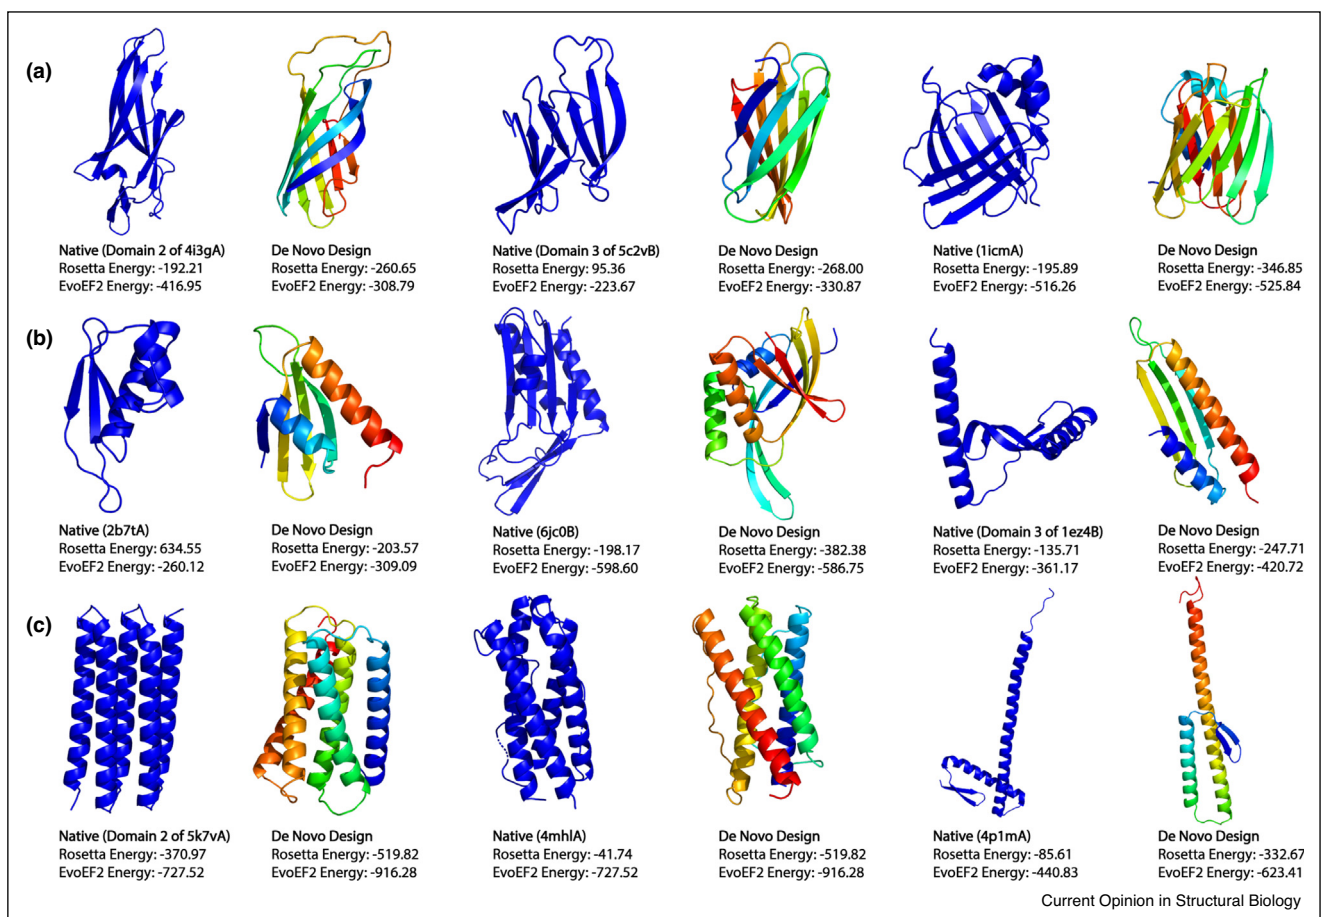 (a)
Native (Domain 2 of 4i3gA)
Rosetta Energy: -192.21
EvoEF2 Energy: -416.95
De Novo Design
Rosetta Energy: -260.65
EvoEF2 Energy: -308.79
Native (Domain 3 of 5c2vB)
Rosetta Energy: 95.36
EvoEF2 Energy: -223.67
De Novo Design
Rosetta Energy: -268.00
EvoEF2 Energy: -330.87
Native (1icmA)
Rosetta Energy: -195.89
EvoEF2 Energy: -516.26
De Novo Design
Rosetta Energy: -346.85
EvoEF2 Energy: -525.84
(b)
Native (2b7tA)
Rosetta Energy: 634.55
EvoEF2 Energy: -260.12
De Novo Design
Rosetta Energy: -203.57
EvoEF2 Energy: -309.09
Native (6jc0B)
Rosetta Energy: -198.17
EvoEF2 Energy: -598.60
De Novo Design
Rosetta Energy: -382.38
EvoEF2 Energy: -586.75
Native (Domain 3 of 1ez4B)
Rosetta Energy: -135.71
EvoEF2 Energy: -361.17
De Novo Design
Rosetta Energy: -247.71
EvoEF2 Energy: -420.72
(c)
Native (Domain 2 of 5k7vA)
Rosetta Energy: -370.97
EvoEF2 Energy: -727.52
De Novo Design
Rosetta Energy: -519.82
EvoEF2 Energy: -916.28
Native (4mhlA)
Rosetta Energy: -41.74
EvoEF2 Energy: -727.52
De Novo Design
Rosetta Energy: -519.82
EvoEF2 Energy: -916.28
Native (4p1mA)
Rosetta Energy: -85.61
EvoEF2 Energy: -440.83
De Novo Design
Rosetta Energy: -332.67
EvoEF2 Energy: -623.41
Current Opinion in Structural Biology